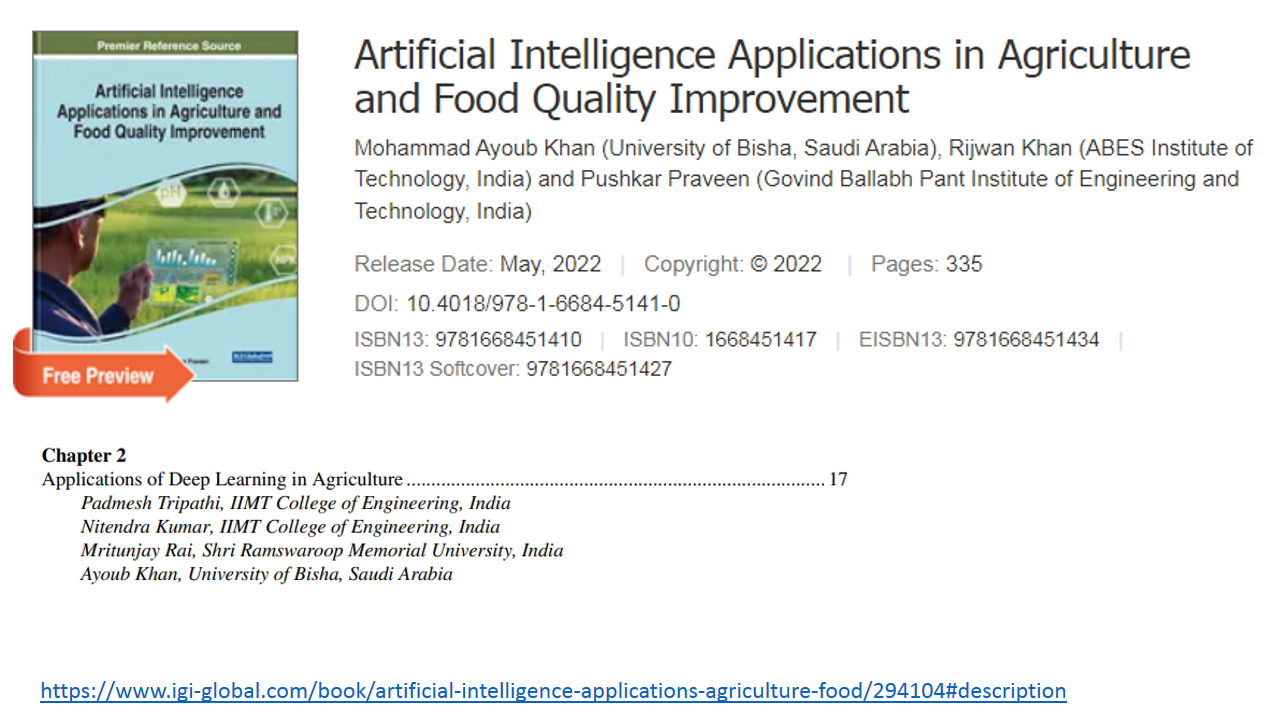 Premier Reference Source
Artificial Intelligence
Applications in Agriculture and
Food Quality Improvement
pH
NPK
Free Preview
Artificial Intelligence Applications in Agriculture
and Food Quality Improvement
Mohammad Ayoub Khan (University of Bisha, Saudi Arabia), Rijwan Khan (ABES Institute of
Technology, India) and Pushkar Praveen (Govind Ballabh Pant Institute of Engineering and
Technology, India)
Release Date: May, 2022 | Copyright: © 2022 | Pages: 335
DOI: 10.4018/978-1-6684-5141-0
ISBN13: 9781668451410 | ISBN10: 1668451417 | EISBN13: 9781668451434 |
ISBN13 Softcover: 9781668451427
Chapter 2
Applications of Deep Learning in Agriculture ..................................................................................... 17
Padmesh Tripathi, IIMT College of Engineering, India
Nitendra Kumar, IIMT College of Engineering, India
Mritunjay Rai, Shri Ramswaroop Memorial University, India
Ayoub Khan, University of Bisha, Saudi Arabia
https://www.igi-global.com/book/artificial-intelligence-applications-agriculture-food/294104#description